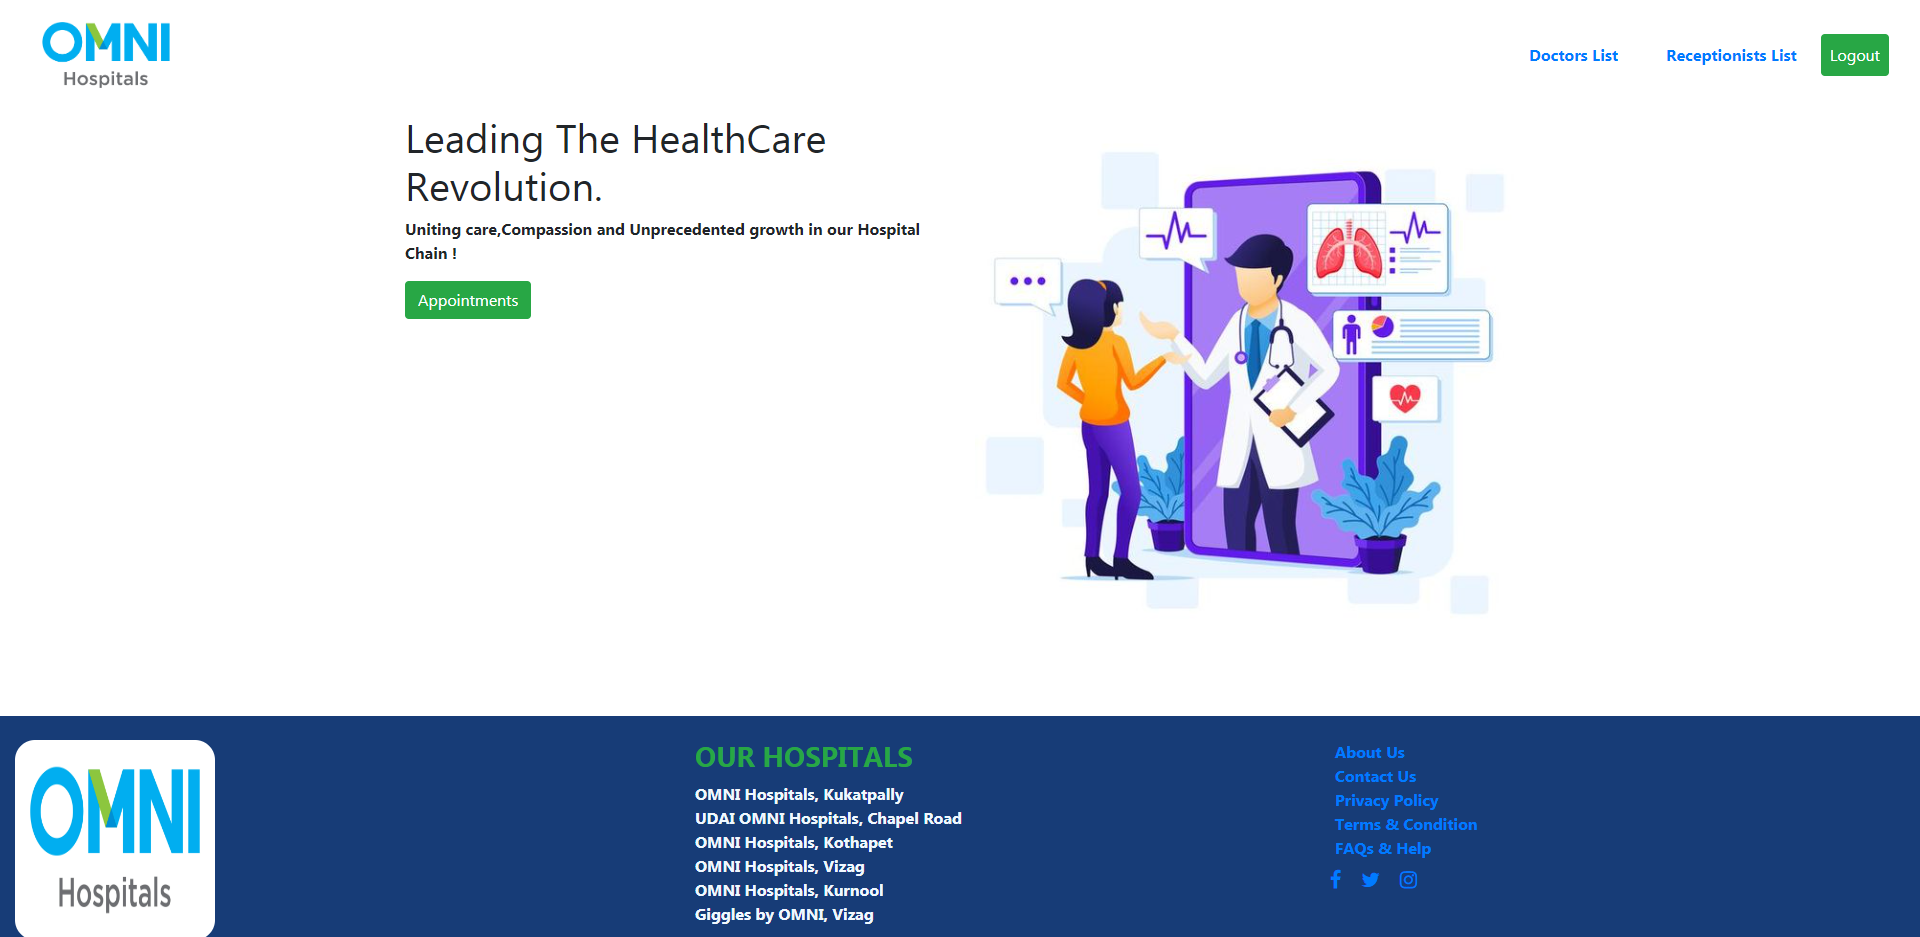 OMNI
Hospitals
Doctors List
Receptionists List
Logout
Leading The HealthCare
Revolution.
Uniting care,Compassion and Unprecedented growth in our Hospital
Chain !
Appointments
OMNI
Hospitals
OUR HOSPITALS
OMNI Hospitals, Kukatpally
UDAI OMNI Hospitals, Chapel Road
OMNI Hospitals, Kothapet
OMNI Hospitals, Vizag
OMNI Hospitals, Kurnool
Giggles by OMNI, Vizag
About Us
Contact Us
Privacy Policy
Terms & Condition
FAQs & Help